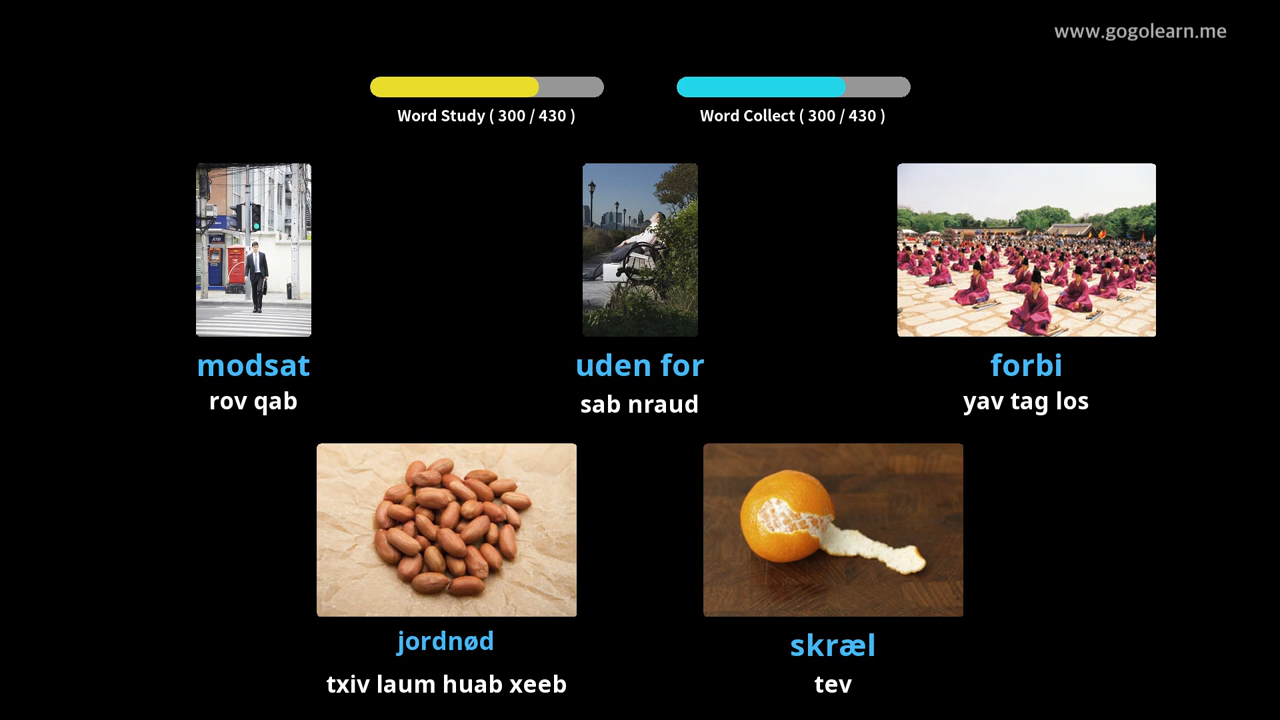 www.gogolearn.me
Word Study ( 300 / 430 )
Word Collect ( 300 / 430 )
modsat
rov qab
uden for
sab nraud
forbi
yav tag los
jordnød
txiv laum huab xeeb
skræl
tev